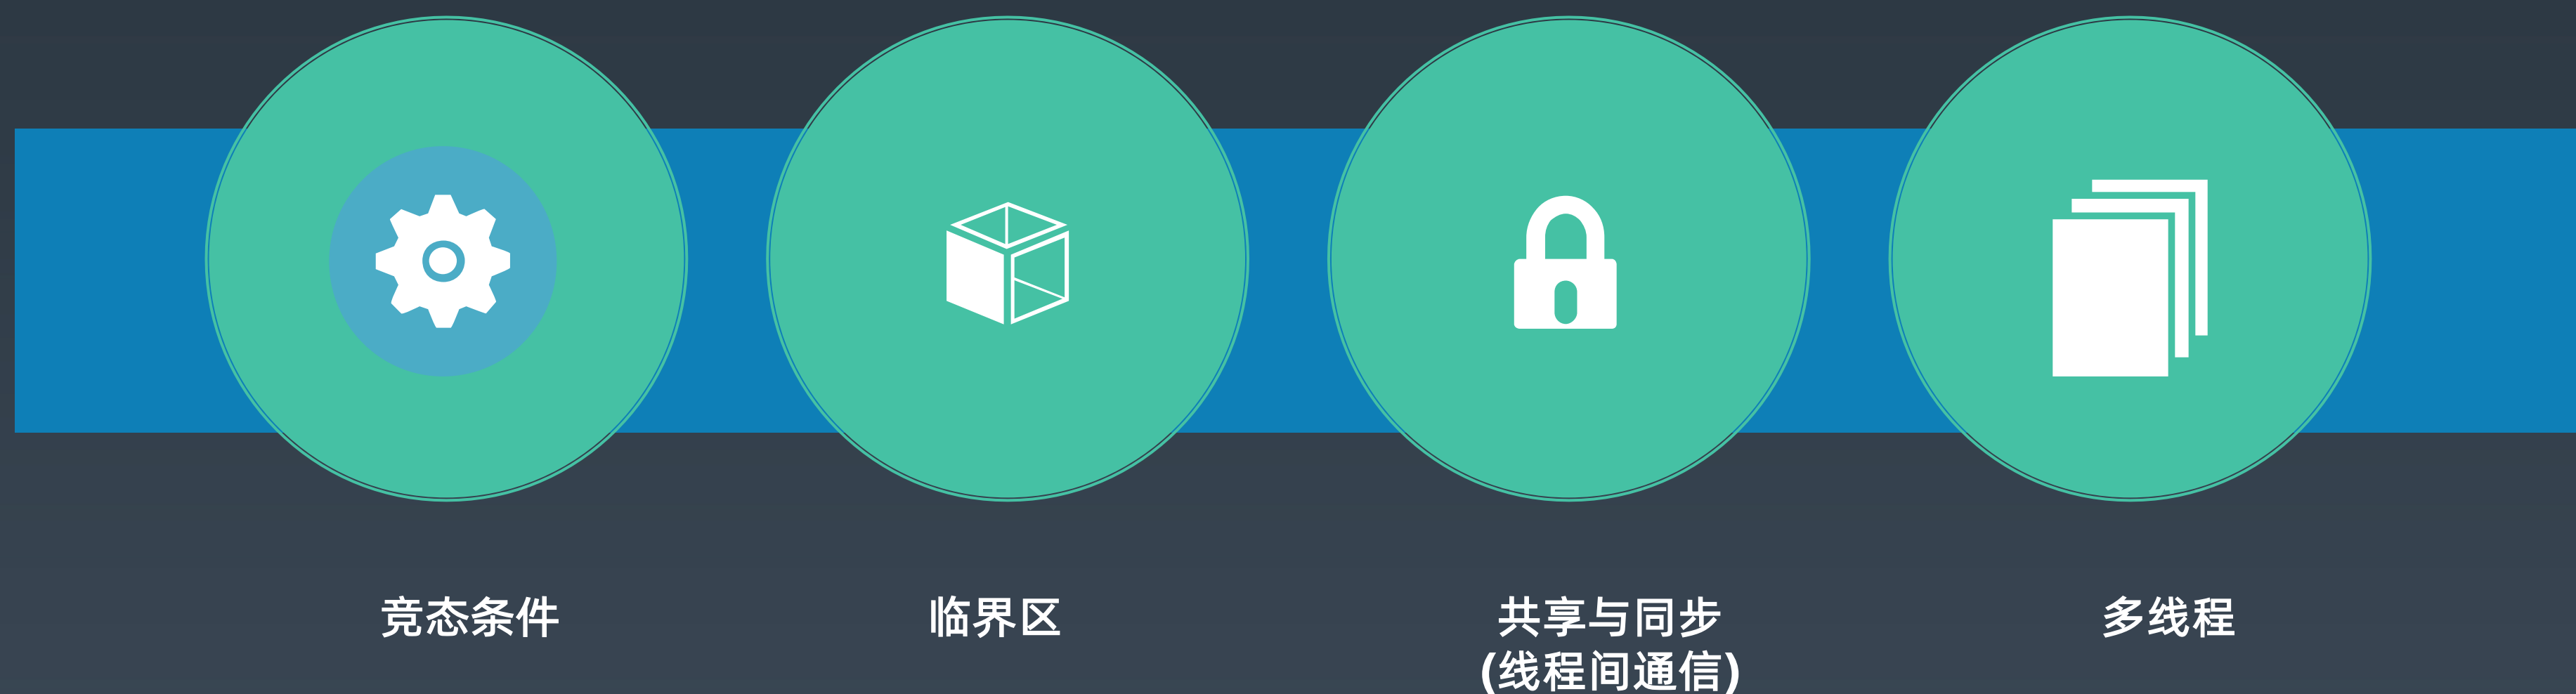 竞态条件
临界区
共享与同步
(线程间通信)
多线程